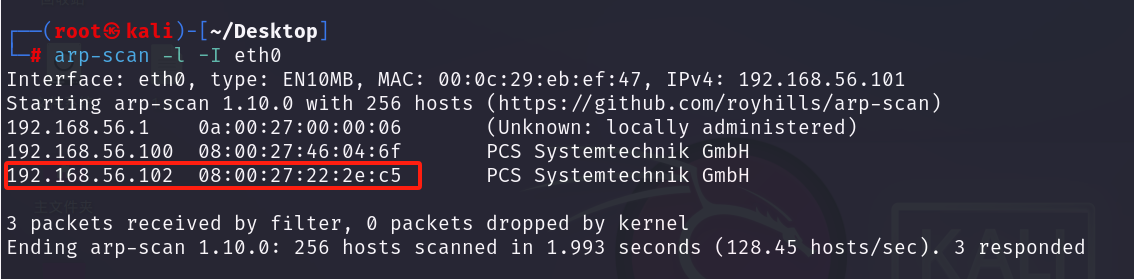 ┌──(root㉿kali)-[~/Desktop]
└─# arp-scan -l -I eth0
Interface: eth0, type: EN10MB, MAC: 00:0c:29:eb:ef:47, IPv4: 192.168.56.101
Starting arp-scan 1.10.0 with 256 hosts (https://github.com/royhills/arp-scan)
192.168.56.1    0a:00:27:00:00:06       (Unknown: locally administered)
192.168.56.100  08:00:27:46:04:6f       PCS Systemtechnik GmbH
192.168.56.102  08:00:27:22:2e:c5       PCS Systemtechnik GmbH
3 packets received by filter, 0 packets dropped by kernel
Ending arp-scan 1.10.0: 256 hosts scanned in 1.993 seconds (128.45 hosts/sec). 3 responded
KALI